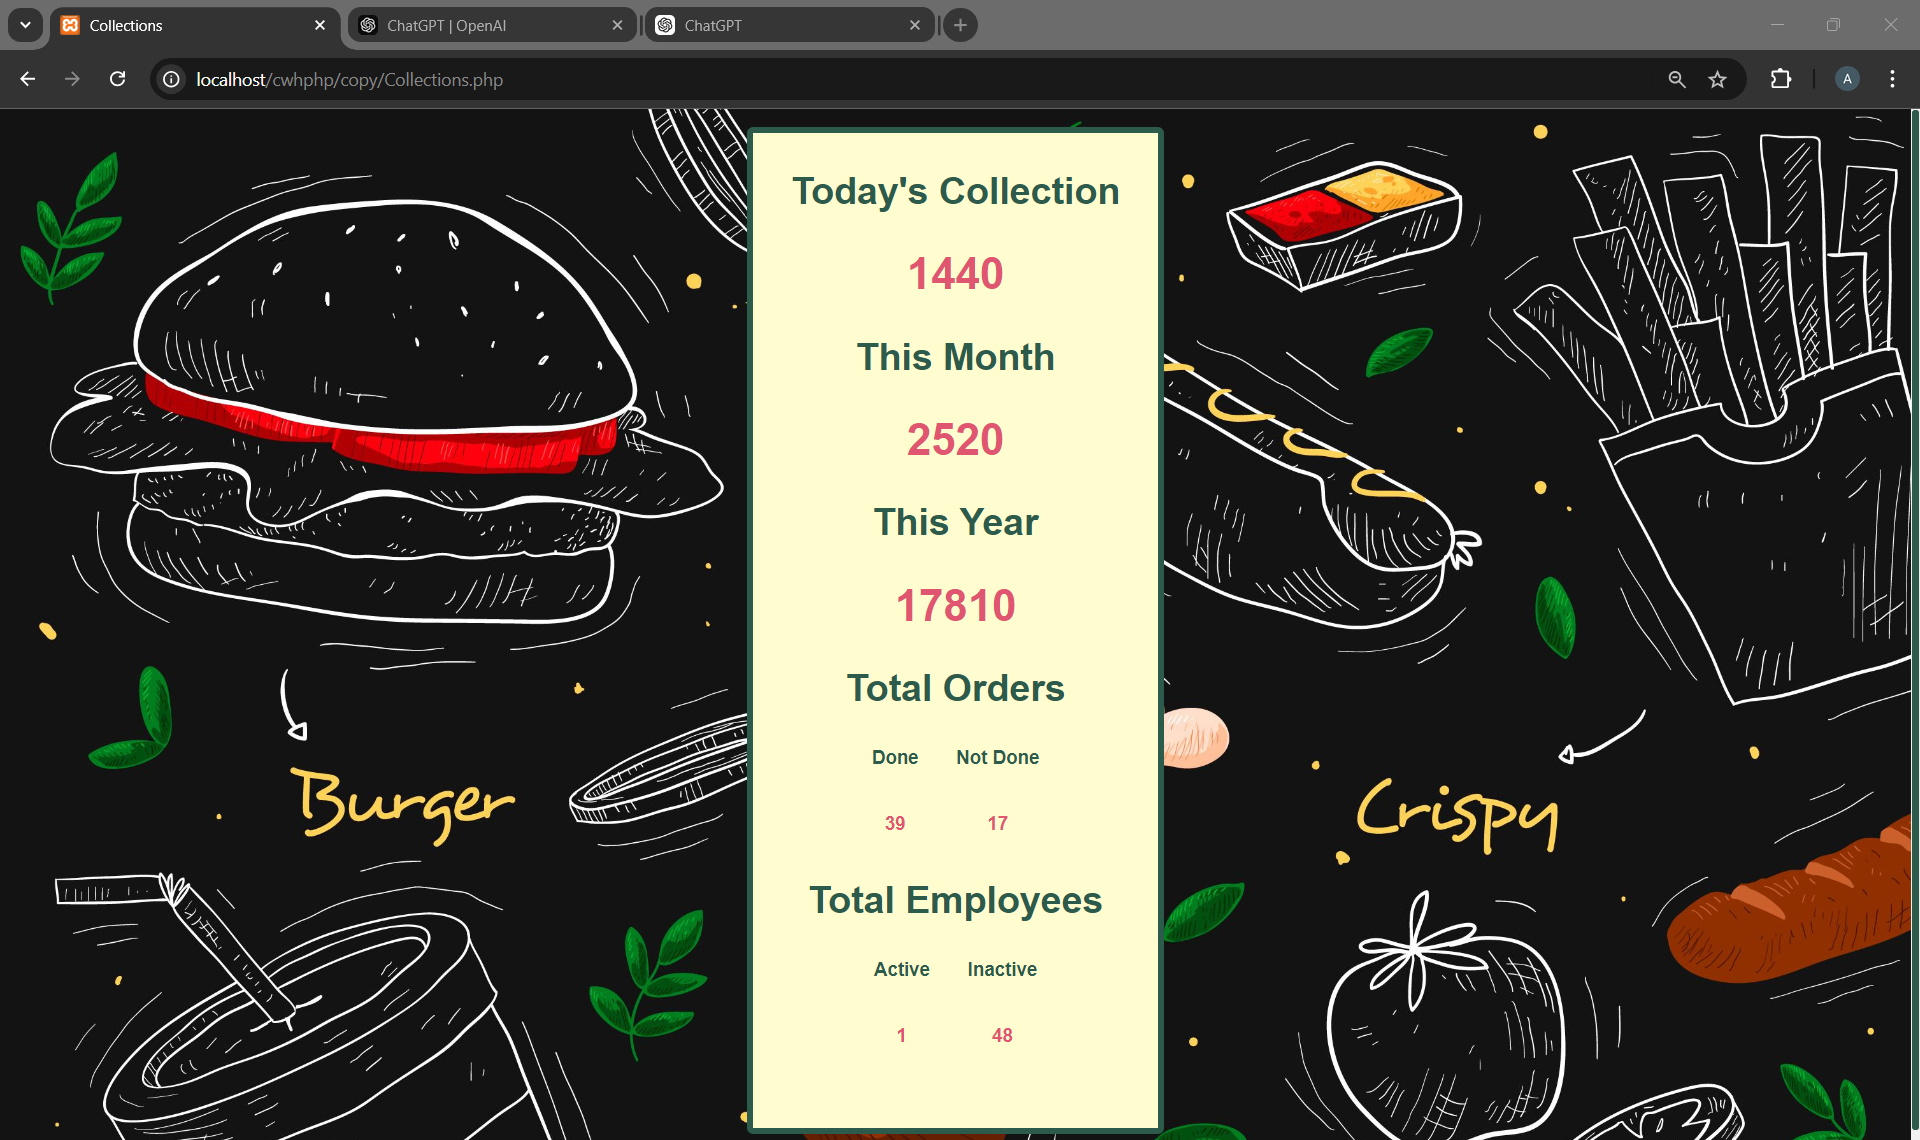 Collections
ChatGPT | OpenAI
ChatGPT
localhost/cwhphp/copy/Collections.php
A
Today's Collection
1440
This Month
2520
This Year
17810
Total Orders
Done Not Done
39 17
Total Employees
Active Inactive
1 48
Burger
Crispy